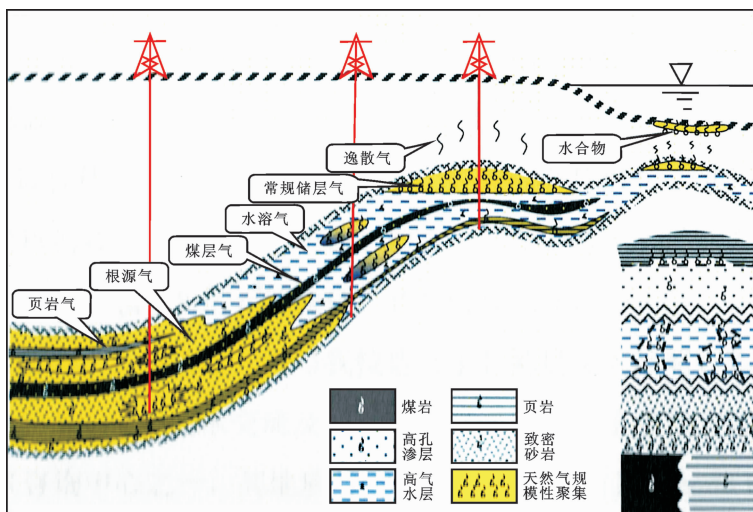 逸散气
水合物
常规储层气
水溶气
煤层气
根源气
页岩气
煤岩
页岩
高孔
渗层
致密
砂岩
高气
水层
天然气规
模性聚集